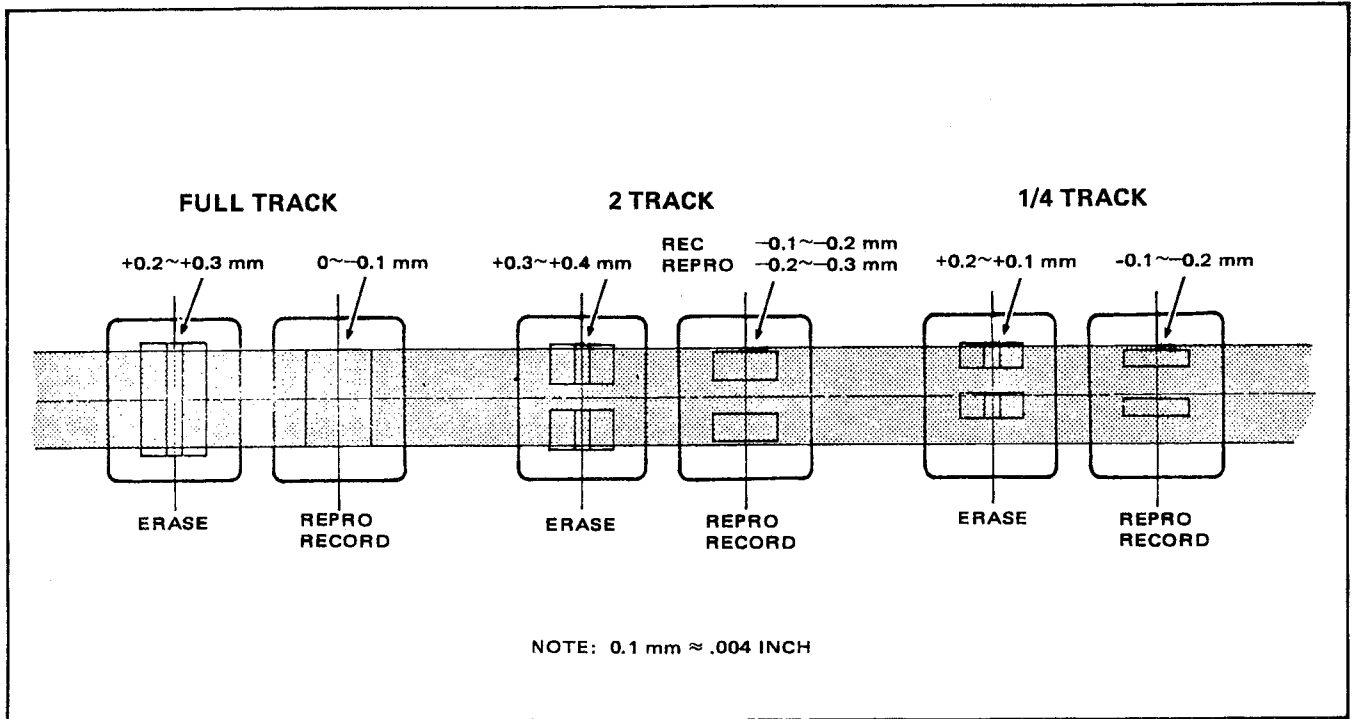 FULL TRACK
+0.2~+0.3 mm
0~-0.1 mm
ERASE
REPRO
RECORD
2 TRACK
+0.3~+0.4 mm
REC -0.1~-0.2 mm
REPRO -0.2~-0.3 mm
ERASE
REPRO
RECORD
1/4 TRACK
+0.2~+0.1 mm
-0.1~-0.2 mm
ERASE
REPRO
RECORD
NOTE: 0.1 mm ≈ .004 INCH